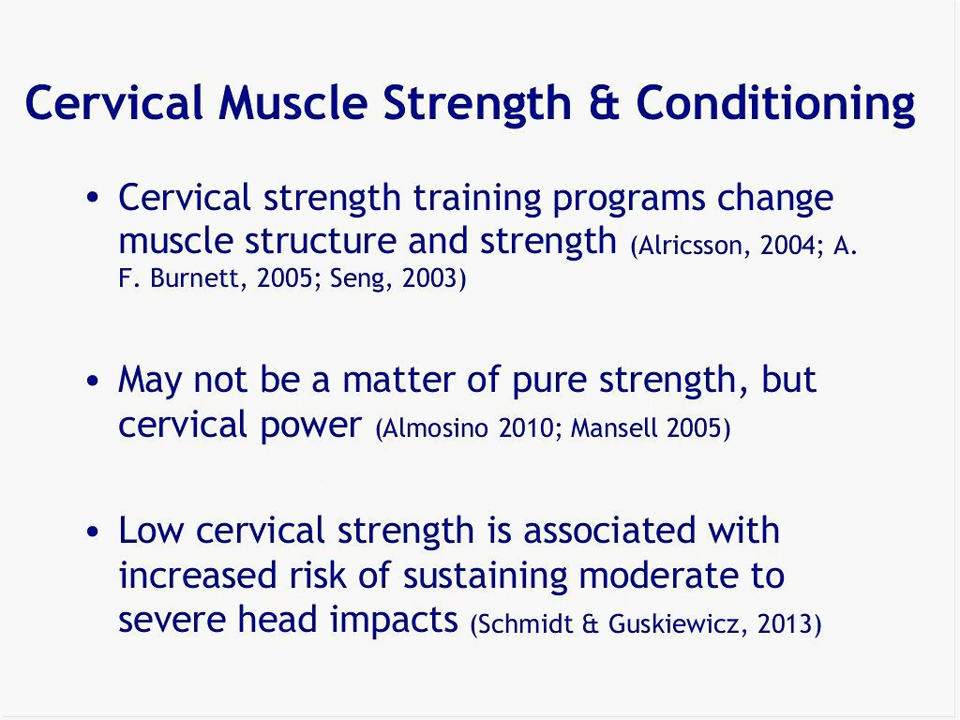 Cervical Muscle Strength & Conditioning
• Cervical strength training programs change
muscle structure and strength (Alricsson, 2004; A.
F. Burnett, 2005; Seng, 2003)
• May not be a matter of pure strength, but
cervical power (Almosino 2010; Mansell 2005)
• Low cervical strength is associated with
increased risk of sustaining moderate to
severe head impacts (Schmidt & Guskiewicz, 2013)